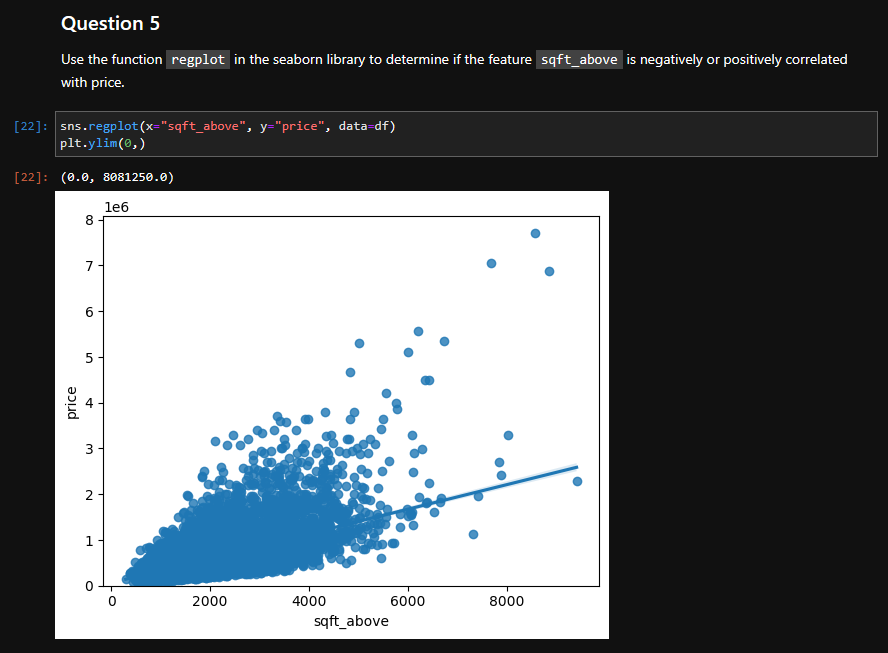 Question 5
Use the function regplot in the seaborn library to determine if the feature sqft_above is negatively or positively correlated
with price.
[22]: sns.regplot(x="sqft_above", y="price", data=df)
plt.ylim(0,)
[22]: (0.0, 8081250.0)
1e6
8
7
6
5
4
3
2
1
0
price
0 2000 4000 6000 8000
sqft_above